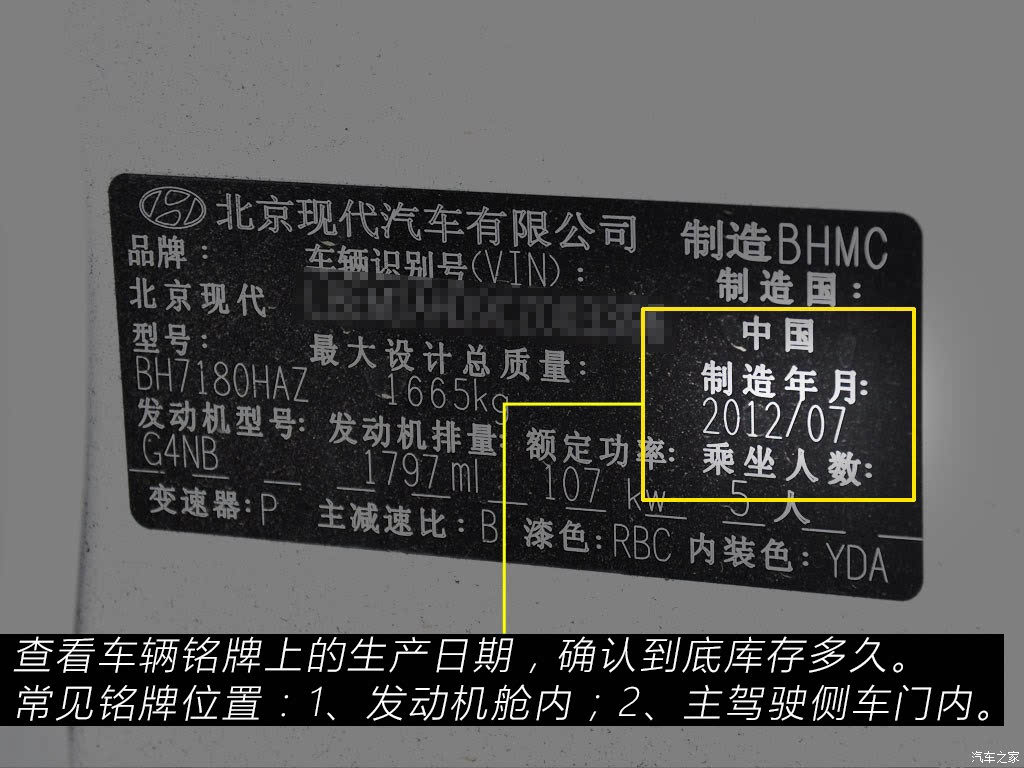 北京现代汽车有限公司 制造BHMC
品牌： 车辆识别号(VIN)： 制造国：
北京现代 中国
型号： 最大设计总质量： 制造年月:
BH7180HAZ 1665kg 2012/07
发动机型号: 发动机排量: 额定功率: 乘坐人数:
G4NB 1797ml 107 kw 5人
变速器:P 主减速比：B 漆色:RBC 内装色：YDA
查看车辆铭牌上的生产日期，确认到底库存多久。
常见铭牌位置：1、发动机舱内；2、主驾驶侧车门内。
汽车之家